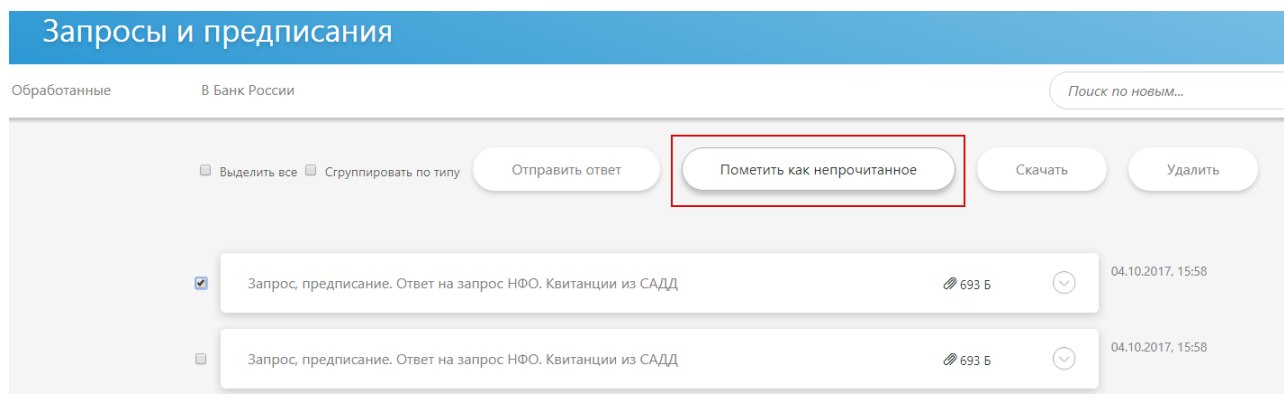 Запросы и предписания
Обработанные В Банк России Поиск по новым...
Выделить все Сгруппировать по типу Отправить ответ Пометить как непрочитанное Скачать Удалить
Запрос, предписание. Ответ на запрос НФО. Квитанции из САДД 693 Б 04.10.2017, 15:58
Запрос, предписание. Ответ на запрос НФО. Квитанции из САДД 693 Б 04.10.2017, 15:58